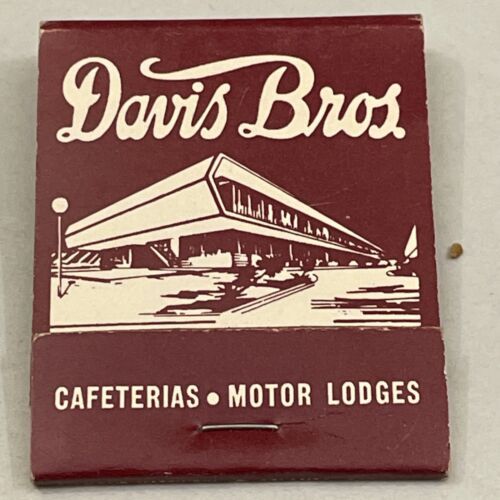 Davis Bros.
CAFETERIAS • MOTOR LODGES